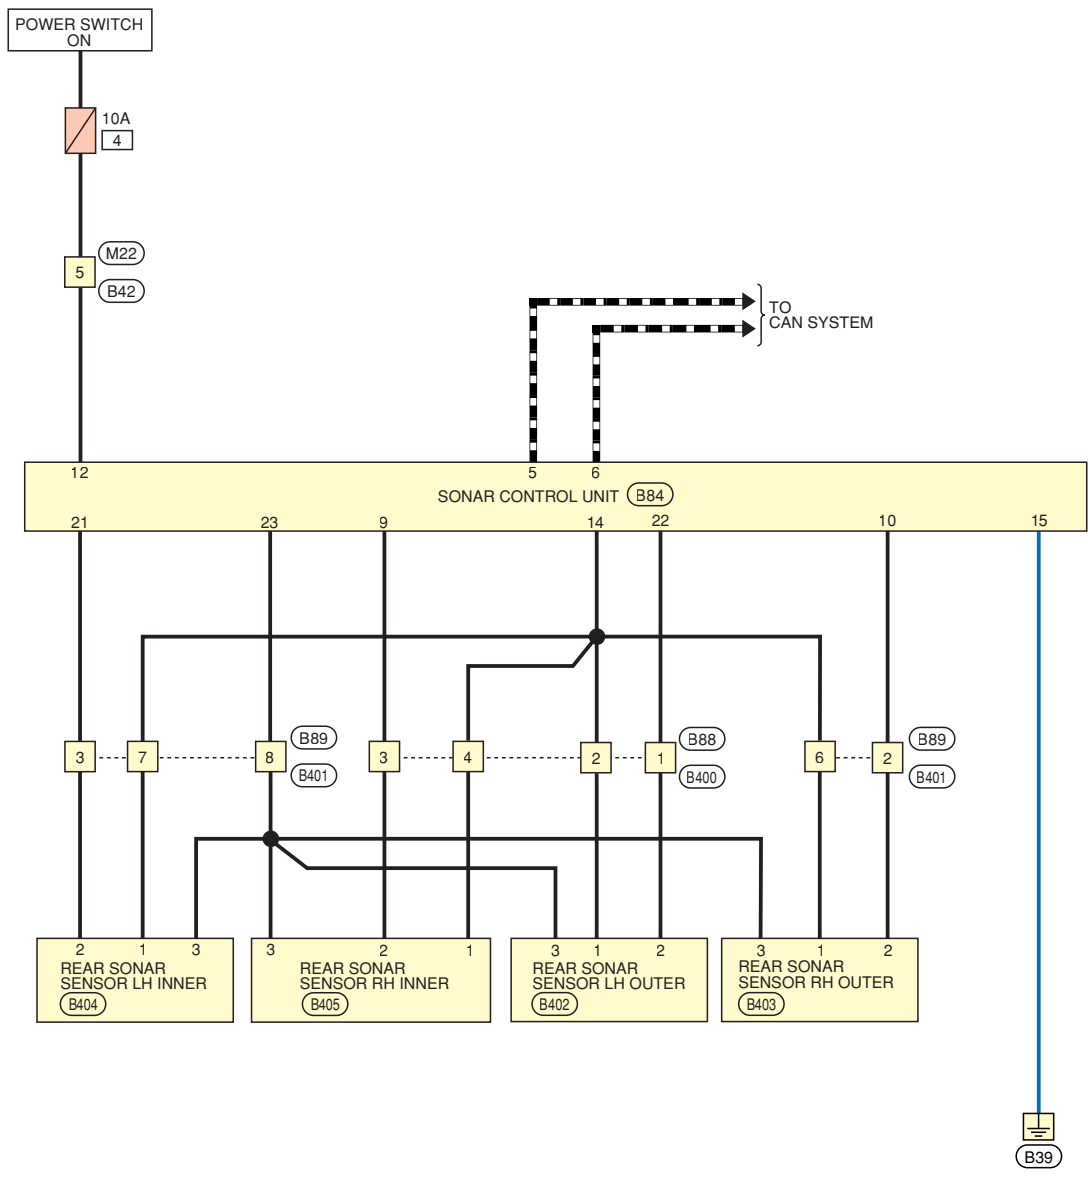 POWER SWITCH
ON
10A
4
M22
5
B42
TO
CAN SYSTEM
12 5 6
SONAR CONTROL UNIT B84
21 23 9 14 22 10 15
B89 B88 B89
3 7 8 3 4 2 1 6 2
B401 B400 B401
2 1 3 3 2 1 3 1 2 3 1 2
REAR SONAR
SENSOR LH INNER
B404
REAR SONAR
SENSOR RH INNER
B405
REAR SONAR
SENSOR LH OUTER
B402
REAR SONAR
SENSOR RH OUTER
B403
B39